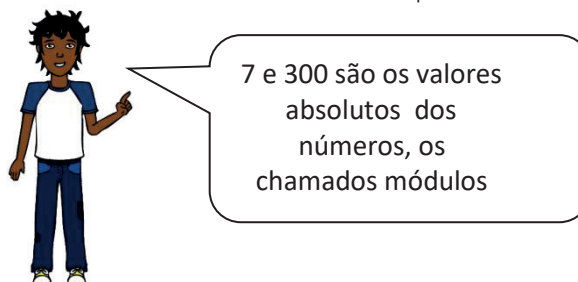 7 e 300 são os valores
absolutos dos
números, os
chamados módulos